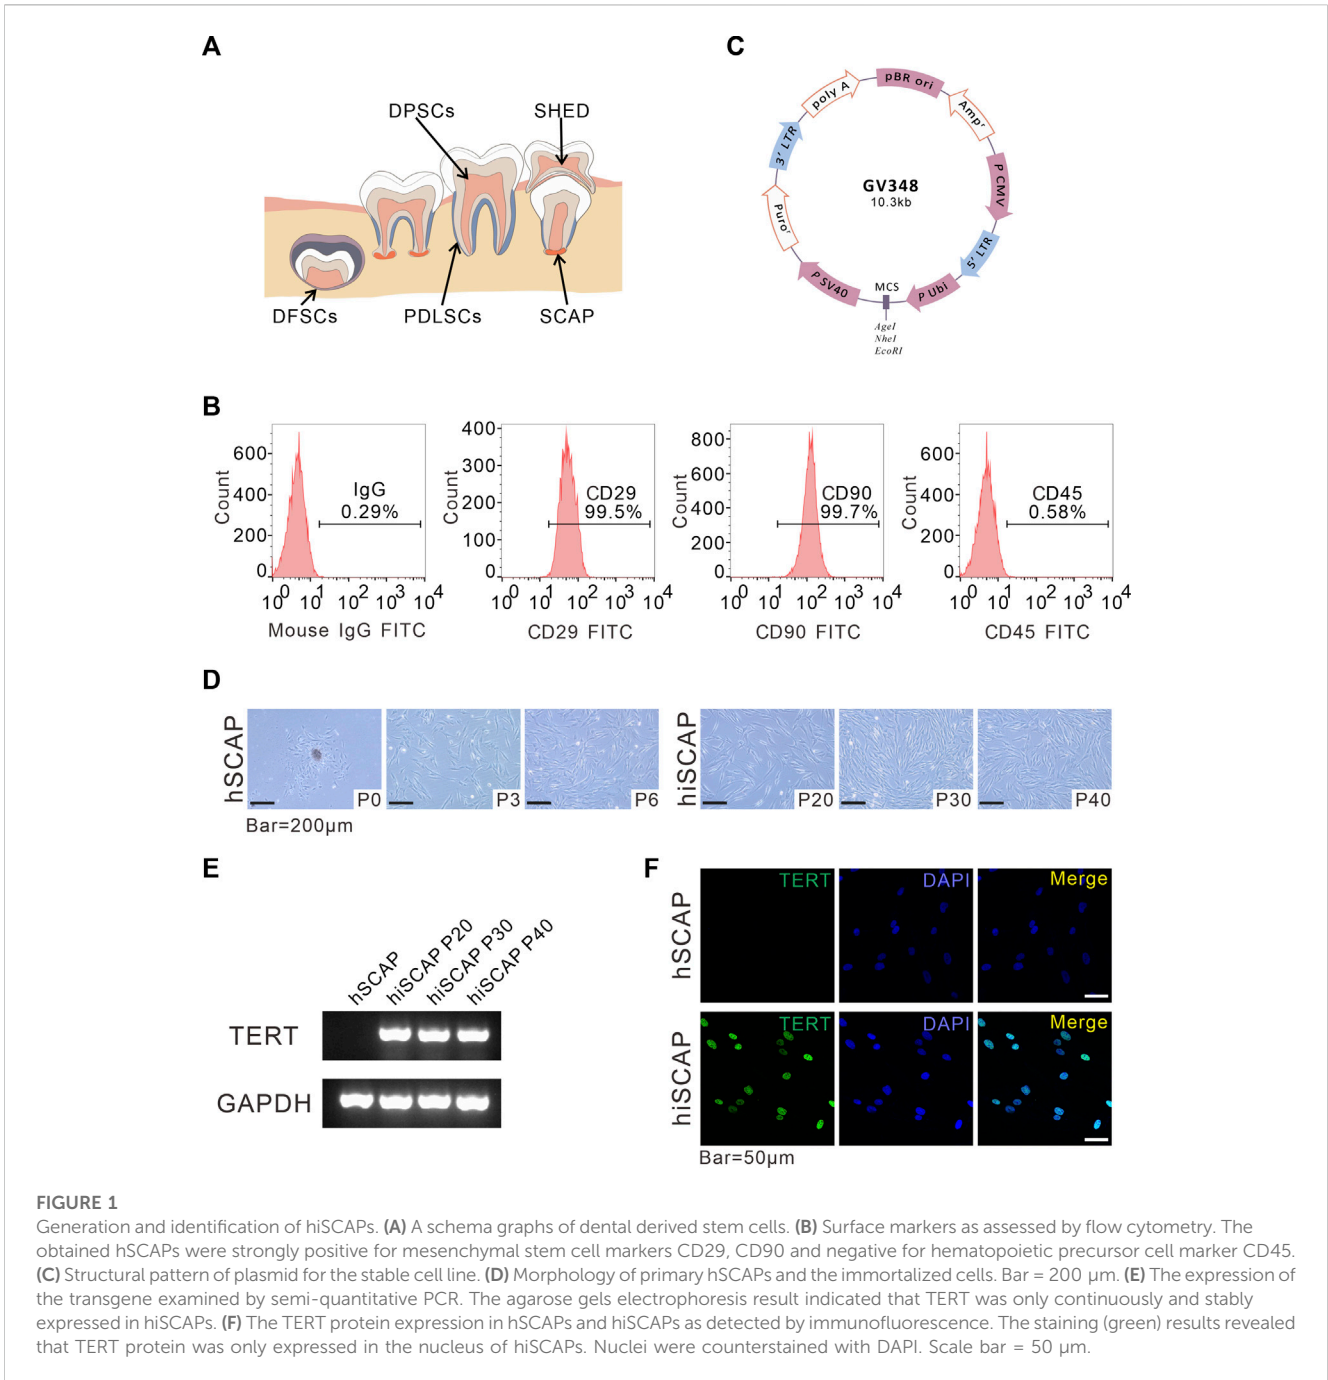 A
DPSCs
SHED
DFSCs
PDLSCs
SCAP
C
pBR ori
Ampʳ
P CMV
5' LTR
P Ubi
MCS
AgeI
NheI
EcoRI
P SV40
Puroʳ
3' LTR
poly A
GV348
10.3kb
B
Count
600
400
200
0
IgG
0.29%
10⁰ 10¹ 10² 10³ 10⁴
Mouse IgG FITC
Count
400
300
200
100
0
CD29
99.5%
10⁰ 10¹ 10² 10³ 10⁴
CD29 FITC
Count
800
600
400
200
0
CD90
99.7%
10⁰ 10¹ 10² 10³ 10⁴
CD90 FITC
Count
600
400
200
0
CD45
0.58%
10⁰ 10¹ 10² 10³ 10⁴
CD45 FITC
D
hSCAP
P0
P3
P6
hiSCAP
P20
P30
P40
Bar=200μm
E
hSCAP
hiSCAP P20
hiSCAP P30
hiSCAP P40
TERT
GAPDH
F
hSCAP
TERT
DAPI
Merge
hiSCAP
TERT
DAPI
Merge
Bar=50μm
FIGURE 1
Generation and identification of hiSCAPs. (A) A schema graphs of dental derived stem cells. (B) Surface markers as assessed by flow cytometry. The
obtained hSCAPs were strongly positive for mesenchymal stem cell markers CD29, CD90 and negative for hematopoietic precursor cell marker CD45.
(C) Structural pattern of plasmid for the stable cell line. (D) Morphology of primary hSCAPs and the immortalized cells. Bar = 200 μm. (E) The expression of
the transgene examined by semi-quantitative PCR. The agarose gels electrophoresis result indicated that TERT was only continuously and stably
expressed in hiSCAPs. (F) The TERT protein expression in hSCAPs and hiSCAPs as detected by immunofluorescence. The staining (green) results revealed
that TERT protein was only expressed in the nucleus of hiSCAPs. Nuclei were counterstained with DAPI. Scale bar = 50 μm.